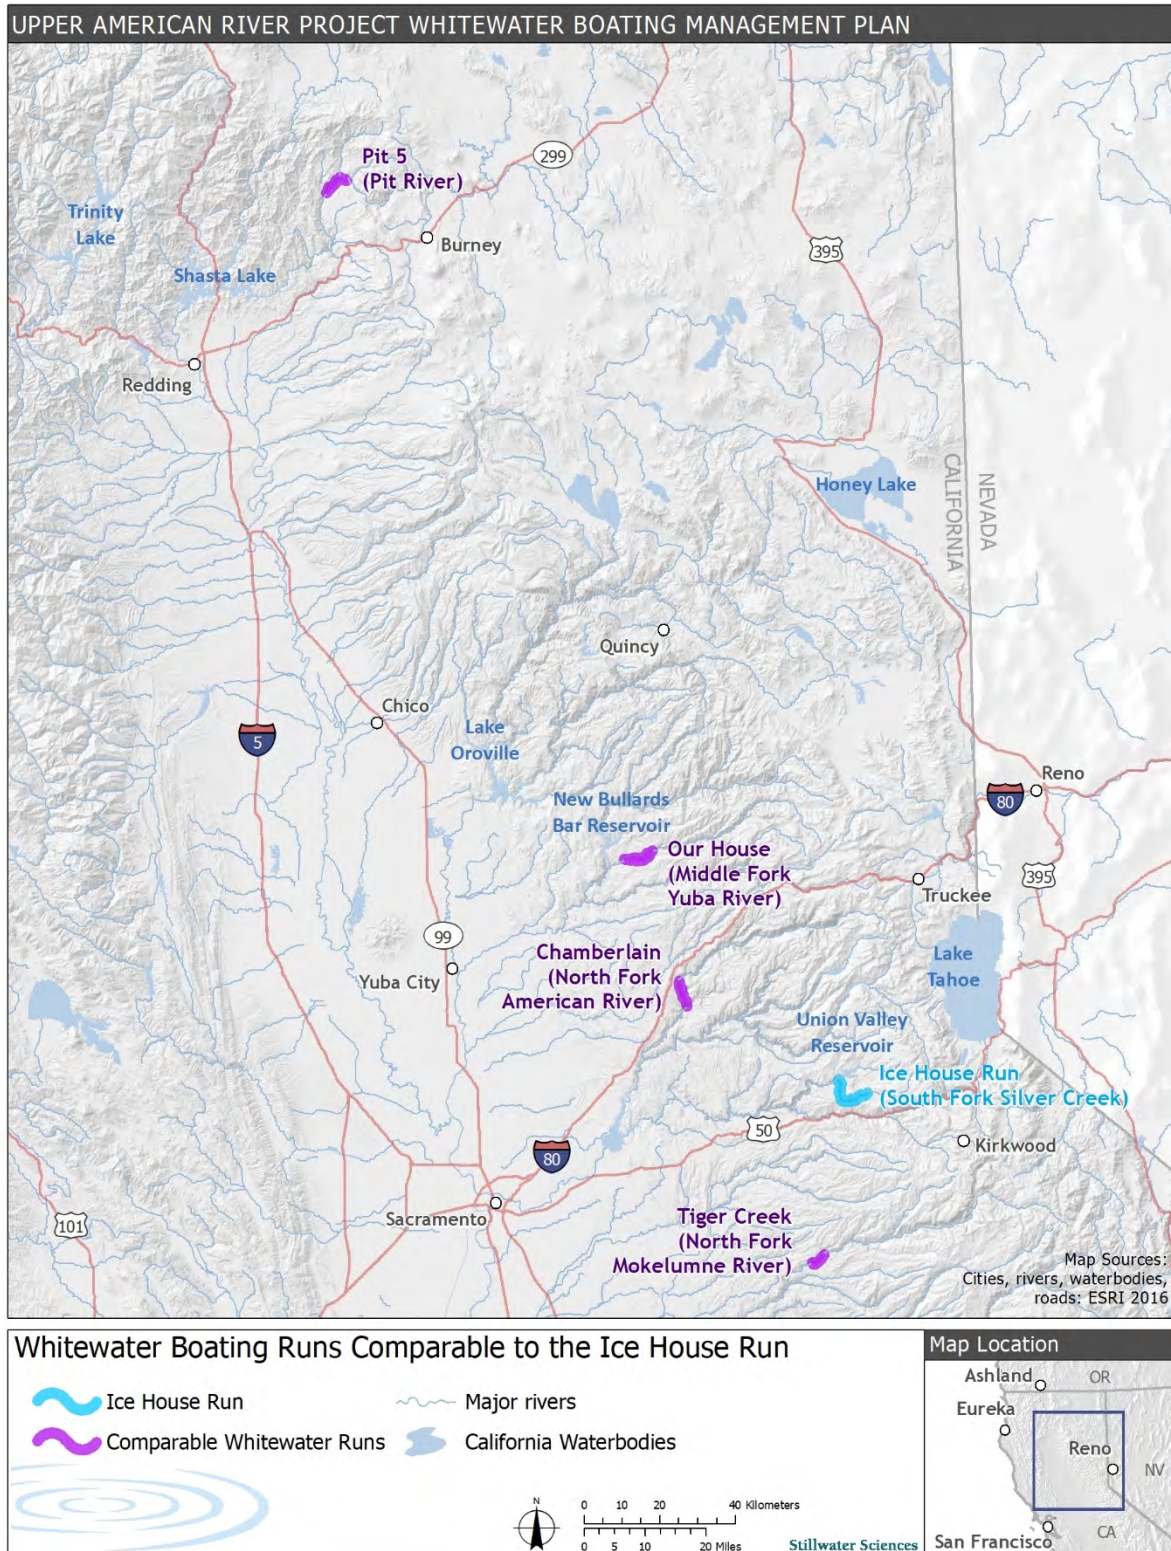 UPPER AMERICAN RIVER PROJECT WHITEWATER BOATING MANAGEMENT PLAN
Pit 5
(Pit River)
299
Trinity
Lake
Burney
395
Shasta Lake
Redding
Honey Lake
CALIFORNIA
NEVADA
Quincy
Chico
Lake
Oroville
5
Reno
80
New Bullards
Bar Reservoir
Our House
(Middle Fork
Yuba River)
Truckee
395
99
Chamberlain
(North Fork
American River)
Lake
Tahoe
Yuba City
Union Valley
Reservoir
Ice House Run
(South Fork Silver Creek)
50
Kirkwood
80
Sacramento
101
Tiger Creek
(North Fork
Mokelumne River)
Map Sources:
Cities, rivers, waterbodies,
roads: ESRI 2016
Whitewater Boating Runs Comparable to the Ice House Run
Ice House Run
Major rivers
Comparable Whitewater Runs
California Waterbodies
N
0 10 20 40 Kilometers
0 5 10 20 Miles
Stillwater Sciences
Map Location
Ashland
OR
Eureka
Reno
NV
CA
San Francisco